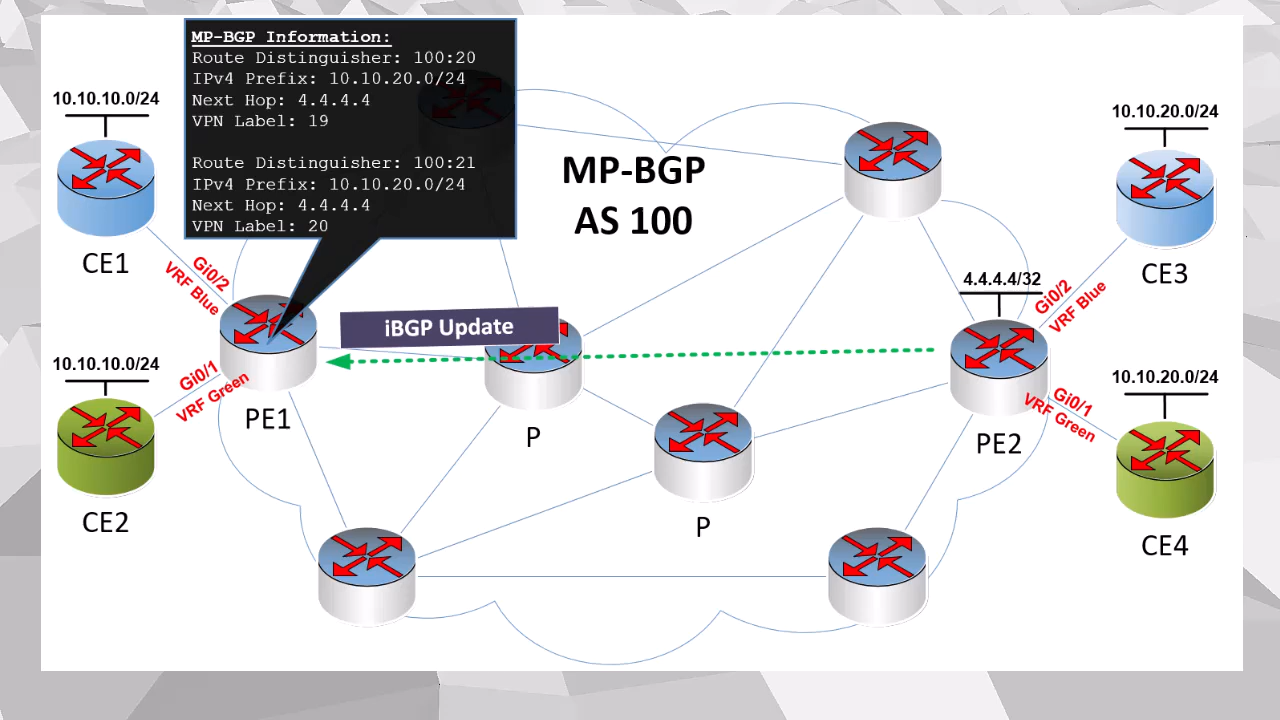 MP-BGP Information:
Route Distinguisher: 100:20
IPv4 Prefix: 10.10.20.0/24
Next Hop: 4.4.4.4
VPN Label: 19
Route Distinguisher: 100:21
IPv4 Prefix: 10.10.20.0/24
Next Hop: 4.4.4.4
VPN Label: 20
MP-BGP
AS 100
10.10.10.0/24
CE1
Gi0/2
VRF Blue
10.10.10.0/24
CE2
Gi0/1
VRF Green
PE1
iBGP Update
P
P
4.4.4.4/32
PE2
Gi0/2
VRF Blue
10.10.20.0/24
CE3
Gi0/1
VRF Green
10.10.20.0/24
CE4